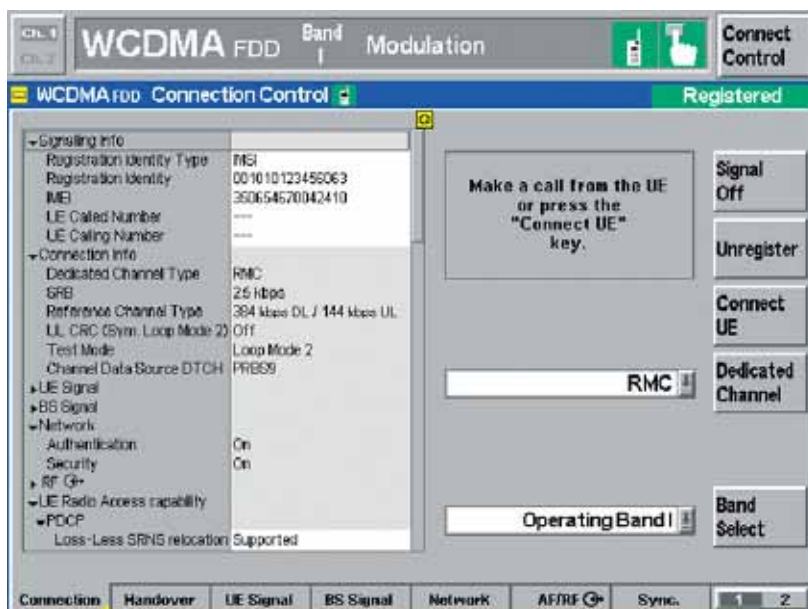 Ch.1
Ch.2
WCDMA FDD Band I Modulation
Connect Control
WCDMA FDD Connection Control
Registered
Signalling Info
Registration Identity Type IMSI
Registration Identity 001010123456063
IMEI 350654670042410
UE Called Number ---
UE Calling Number ---
Connection Info
Dedicated Channel Type RMC
SRB 2.5 kbps
Reference Channel Type 384 kbps DL / 144 kbps UL
UL CRC (Sym. Loop Mode 2) Off
Test Mode Loop Mode 2
Channel Data Source DTCH PRBS9
UE Signal
BS Signal
Network
Authentication On
Security On
RF
UE Radio Access capability
PDCP
Loss-Less SRNS relocation Supported
Make a call from the UE
or press the
"Connect UE"
key.
RMC
Operating Band I
Signal Off
Unregister
Connect UE
Dedicated Channel
Band Select
Connection Handover UE Signal BS Signal Network AF/RF Sync. 1 2